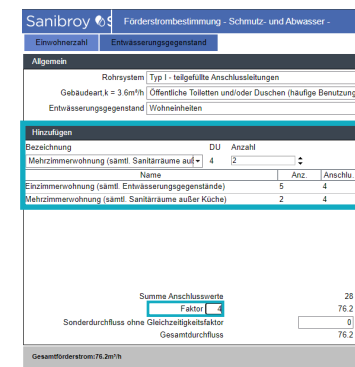 Sanibroy
Förderstrombestimmung - Schmutz- und Abwasser -
Einwohnerzahl Entwässerungsgegenstand
Allgemein
Rohrsystem Typ I - teilgefüllte Anschlusleitungen
Gebäudeart,k = 3.6m³/h Öffentliche Toiletten und/oder Duschen (häufige Benutzung
Entwässerungsgegenstand Wohneinheiten
Hinzufügen
Bezeichnung DU Anzahl
Mehrzimmerwohnung (sämtl. Sanitärräume auß 4 2
Name Anz. Anschlu.
Einzimmerwohnung (sämtl. Entwässerungsgegenstände) 5 4
Mehrzimmerwohnung (sämtl. Sanitärräume außer Küche) 2 4
Summe Anschlusswerte 28
Faktor 4 76.2
Sonderdurchfluss ohne Gleichzeitigkeitsfaktor 0
Gesamtdurchfluss 76.2
Gesamtförderstrom:76.2m³/h